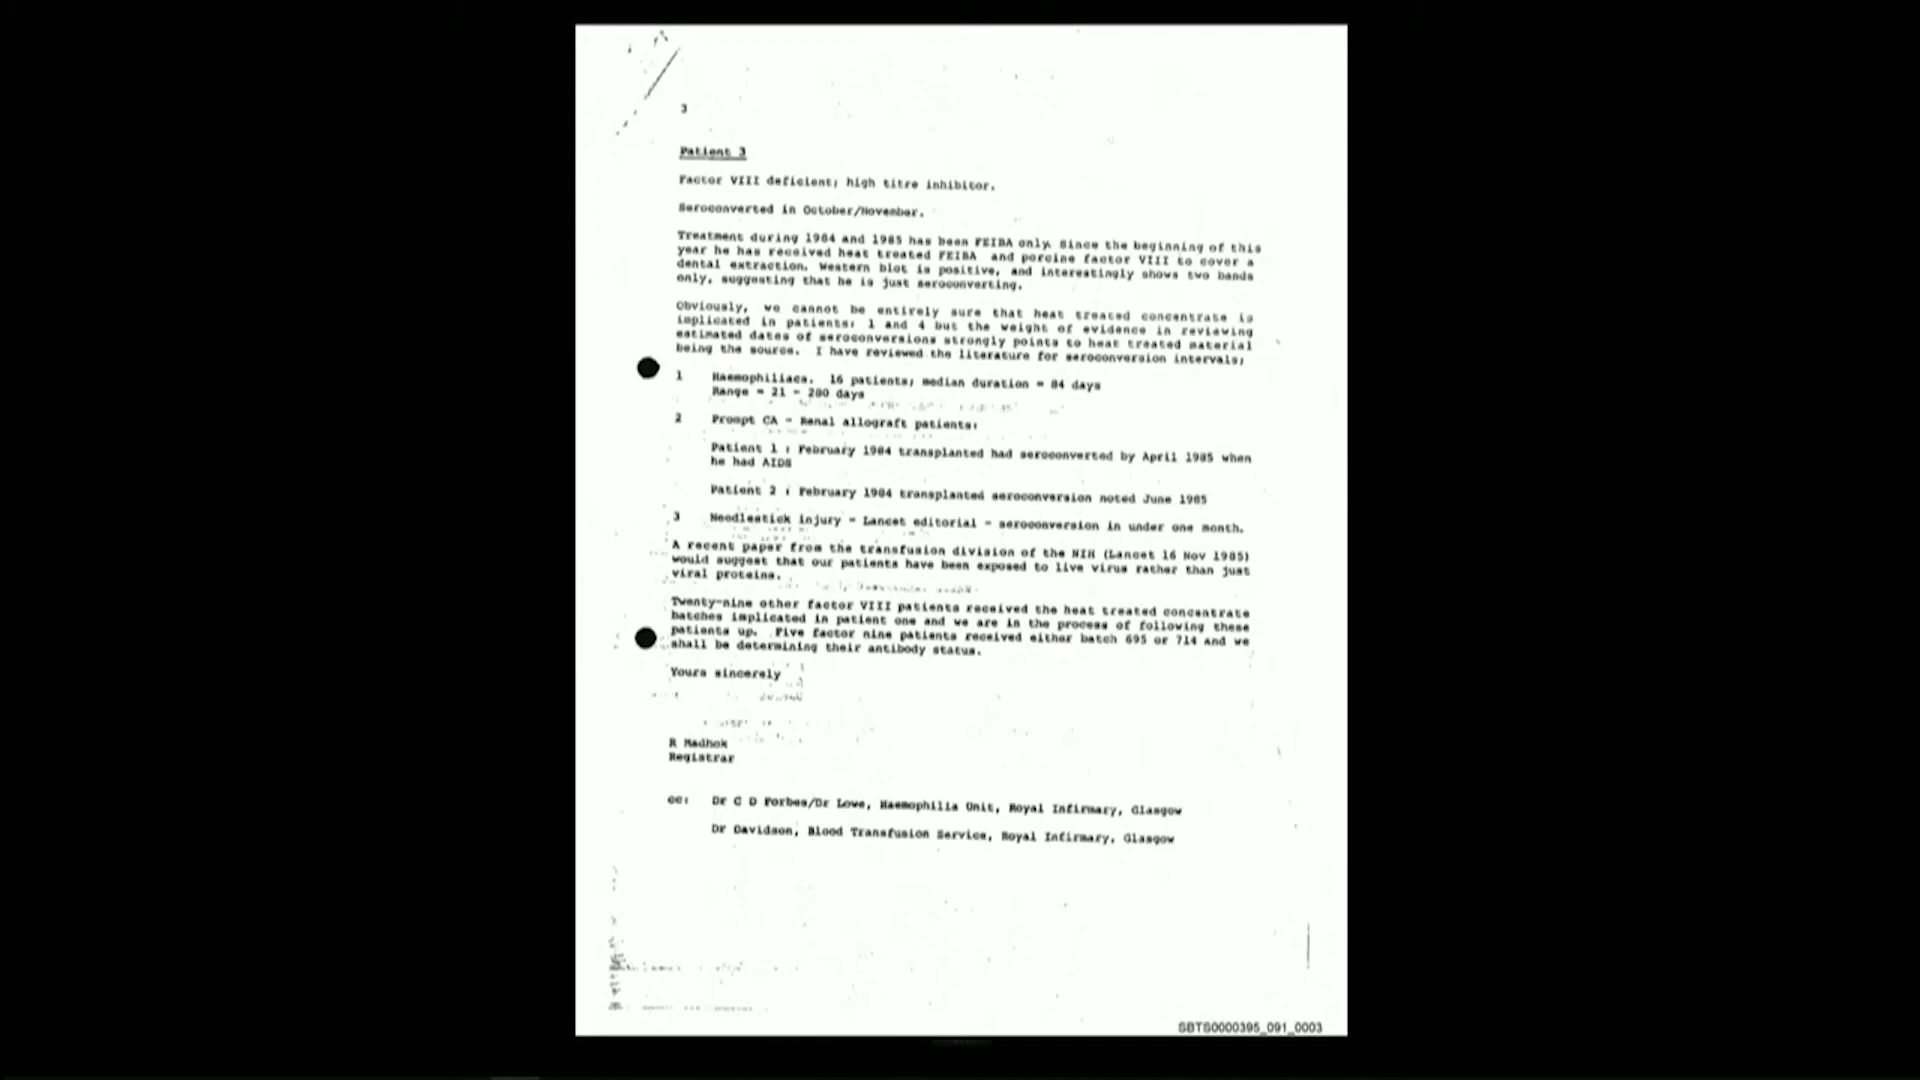 3
Patient 3
Factor VIII deficient; high titre inhibitor.
Seroconverted in October/November.
Treatment during 1984 and 1985 has been FEIBA only. Since the beginning of this
year he has received heat treated FEIBA and porcine factor VIII to cover a
dental extraction. Western blot is positive, and interestingly shows two bands
only, suggesting that he is just seroconverting.
Obviously, we cannot be entirely sure that heat treated concentrate is
implicated in patients: 1 and 4 but the weight of evidence in reviewing
estimated dates of seroconversions strongly points to heat treated material
being the source. I have reviewed the literature for seroconversion intervals;
1 Haemophiliacs. 16 patients; median duration = 84 days
Range = 21 - 280 days
2 Prompt CA - Renal allograft patients:
Patient 1 : February 1984 transplanted had seroconverted by April 1985 when
he had AIDS
Patient 2 : February 1984 transplanted seroconversion noted June 1985
3 Needlestick injury - Lancet editorial - seroconversion in under one month.
A recent paper from the transfusion division of the NIH (Lancet 16 Nov 1985)
would suggest that our patients have been exposed to live virus rather than just
viral proteins.
Twenty-nine other factor VIII patients received the heat treated concentrate
batches implicated in patient one and we are in the process of following these
patients up. Five factor nine patients received either batch 695 or 714 and we
shall be determining their antibody status.
Yours sincerely
R Madhok
Registrar
cc: Dr C D Forbes/Dr Lowe, Haemophilia Unit, Royal Infirmary, Glasgow
Dr Davidson, Blood Transfusion Service, Royal Infirmary, Glasgow
SBTS0000395_091_0003